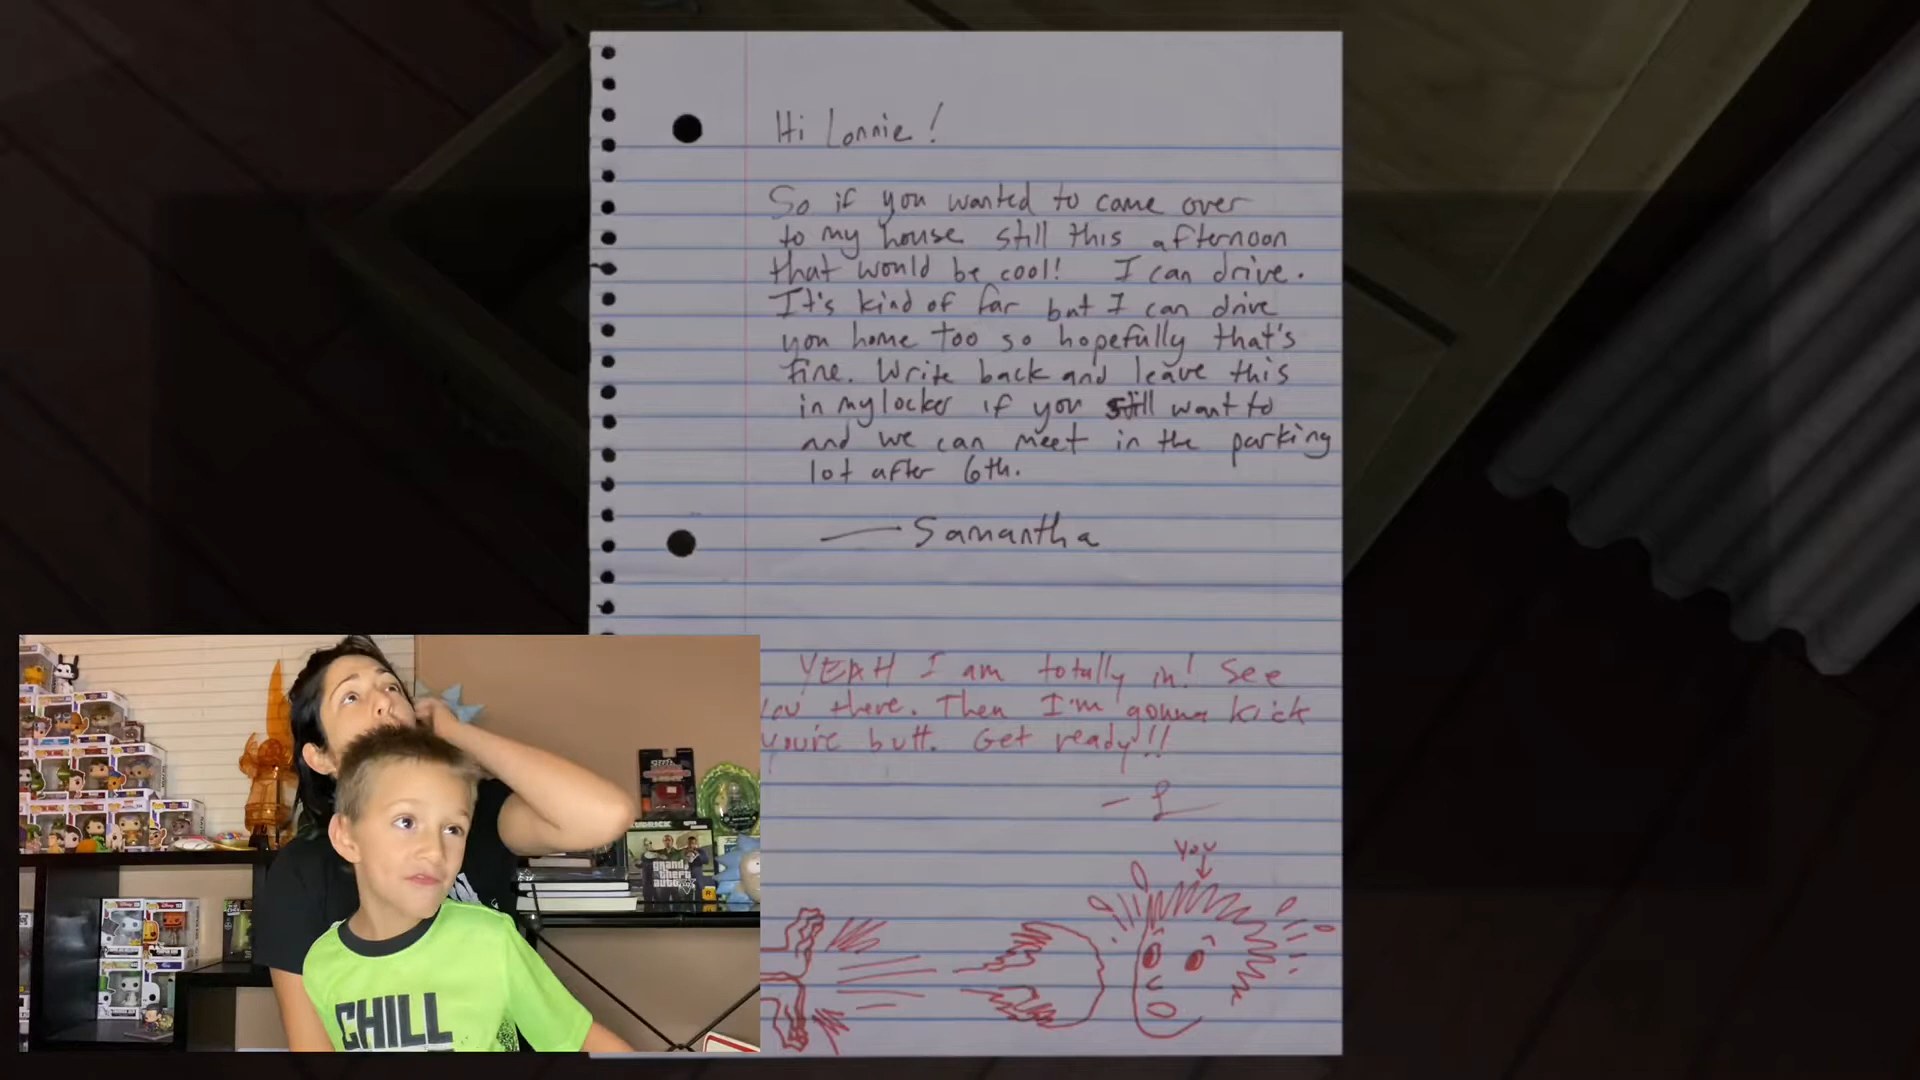 Hi Lonnie!
So if you wanted to come over
to my house still this afternoon
that would be cool! I can drive.
It's kind of far but I can drive
you home too so hopefully that's
fine. Write back and leave this
in my locker if you still want to
and we can meet in the parking
lot after 6th.
— Samantha
YEAH I am totally in! See
you there. Then I'm gonna kick
you're butt. Get ready!!
- L
YOU
grand
theft
auto
CHILL